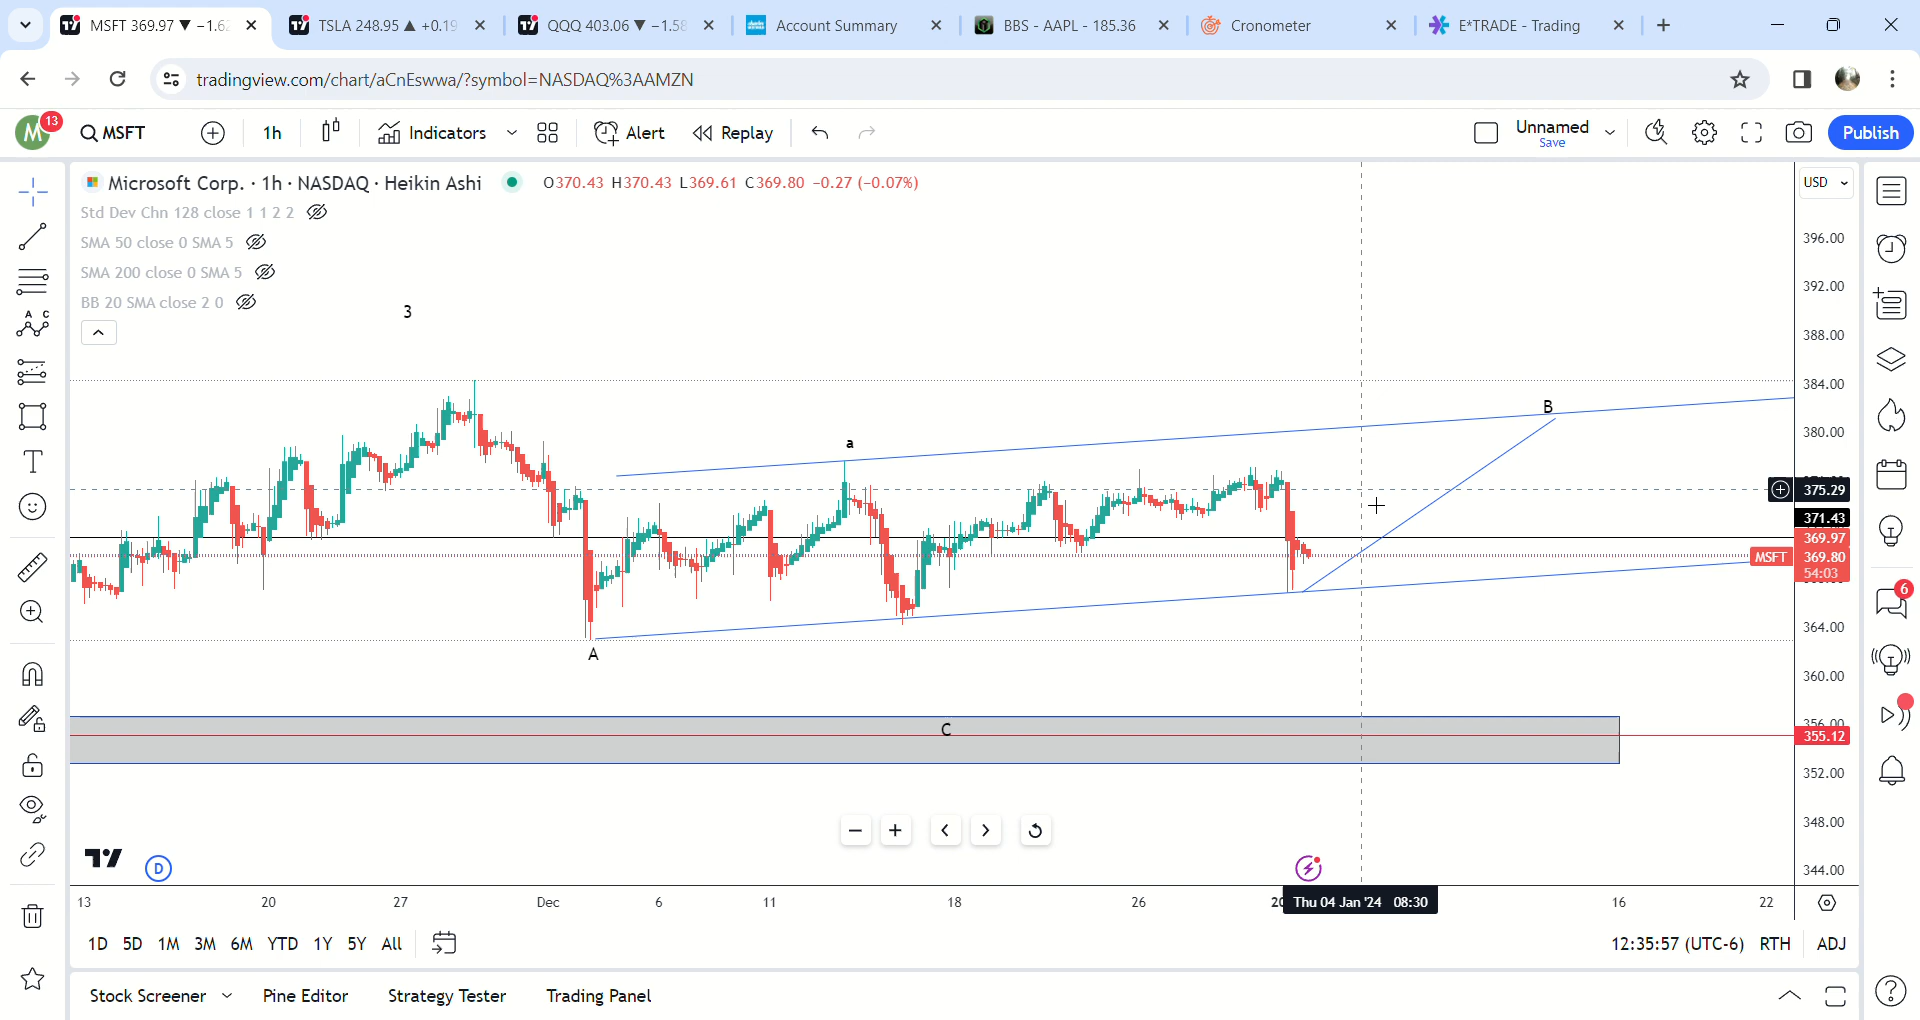 MSFT 369.97 ▼ −1.62
TSLA 248.95 ▲ +0.19
QQQ 403.06 ▼ −1.58
Account Summary
BBS - AAPL - 185.36
Cronometer
E*TRADE - Trading
tradingview.com/chart/aCnEswwa/?symbol=NASDAQ%3AAMZN
M 13
MSFT
1h
Indicators
Alert
Replay
Unnamed
Save
Publish
Microsoft Corp. · 1h · NASDAQ · Heikin Ashi
O370.43 H370.43 L369.61 C369.80 −0.27 (−0.07%)
USD
Std Dev Chn 128 close 1 1 2 2
SMA 50 close 0 SMA 5
SMA 200 close 0 SMA 5
BB 20 SMA close 2 0
3
a
B
A
C
396.00
392.00
388.00
384.00
380.00
375.29
371.43
369.97
MSFT 369.80
54:03
364.00
360.00
356.00
355.12
352.00
348.00
344.00
6
A C
D
13
20
27
Dec
6
11
18
26
Thu 04 Jan '24 08:30
16
22
1D 5D 1M 3M 6M YTD 1Y 5Y All
12:35:57 (UTC-6) RTH ADJ
Stock Screener
Pine Editor
Strategy Tester
Trading Panel